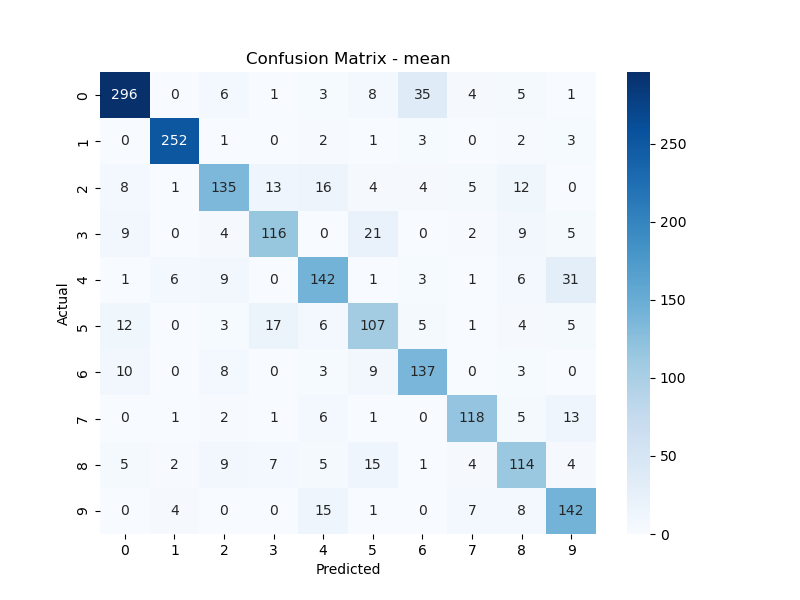 Confusion Matrix - mean
0 296 0 6 1 3 8 35 4 5 1
1 0 252 1 0 2 1 3 0 2 3
2 8 1 135 13 16 4 4 5 12 0
3 9 0 4 116 0 21 0 2 9 5
4 1 6 9 0 142 1 3 1 6 31
5 12 0 3 17 6 107 5 1 4 5
6 10 0 8 0 3 9 137 0 3 0
7 0 1 2 1 6 1 0 118 5 13
8 5 2 9 7 5 15 1 4 114 4
9 0 4 0 0 15 1 0 7 8 142
0 1 2 3 4 5 6 7 8 9
Predicted
Actual
250
200
150
100
50
0